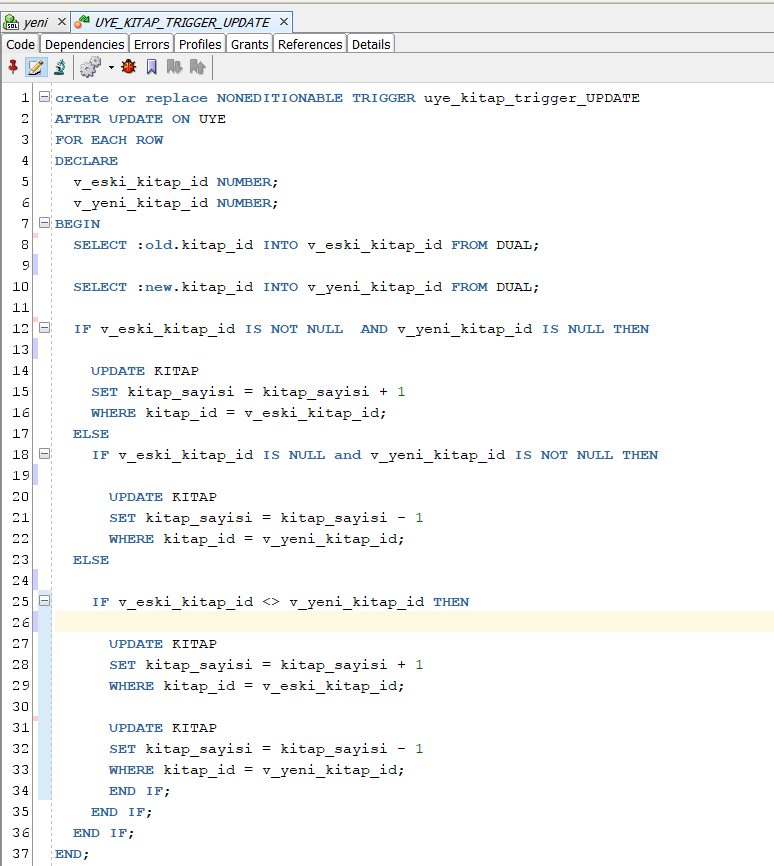 yeni UYE_KITAP_TRIGGER_UPDATE
Code Dependencies Errors Profiles Grants References Details
1 create or replace NONEDITIONABLE TRIGGER uye_kitap_trigger_UPDATE
2 AFTER UPDATE ON UYE
3 FOR EACH ROW
4 DECLARE
5 v_eski_kitap_id NUMBER;
6 v_yeni_kitap_id NUMBER;
7 BEGIN
8 SELECT :old.kitap_id INTO v_eski_kitap_id FROM DUAL;
9
10 SELECT :new.kitap_id INTO v_yeni_kitap_id FROM DUAL;
11
12 IF v_eski_kitap_id IS NOT NULL  AND v_yeni_kitap_id IS NULL THEN
13
14 UPDATE KITAP
15 SET kitap_sayisi = kitap_sayisi + 1
16 WHERE kitap_id = v_eski_kitap_id;
17 ELSE
18 IF v_eski_kitap_id IS NULL and v_yeni_kitap_id IS NOT NULL THEN
19
20 UPDATE KITAP
21 SET kitap_sayisi = kitap_sayisi - 1
22 WHERE kitap_id = v_yeni_kitap_id;
23 ELSE
24
25 IF v_eski_kitap_id <> v_yeni_kitap_id THEN
26
27 UPDATE KITAP
28 SET kitap_sayisi = kitap_sayisi + 1
29 WHERE kitap_id = v_eski_kitap_id;
30
31 UPDATE KITAP
32 SET kitap_sayisi = kitap_sayisi - 1
33 WHERE kitap_id = v_yeni_kitap_id;
34 END IF;
35 END IF;
36 END IF;
37 END;